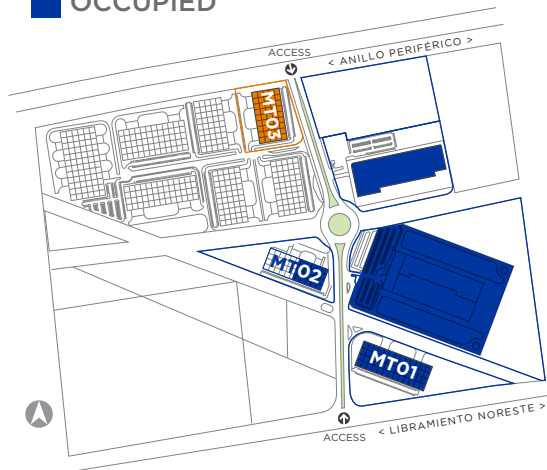 OCCUPIED
ACCESS
< ANILLO PERIFÉRICO >
MT03
MT02
MT01
ACCESS
< LIBRAMIENTO NORESTE >